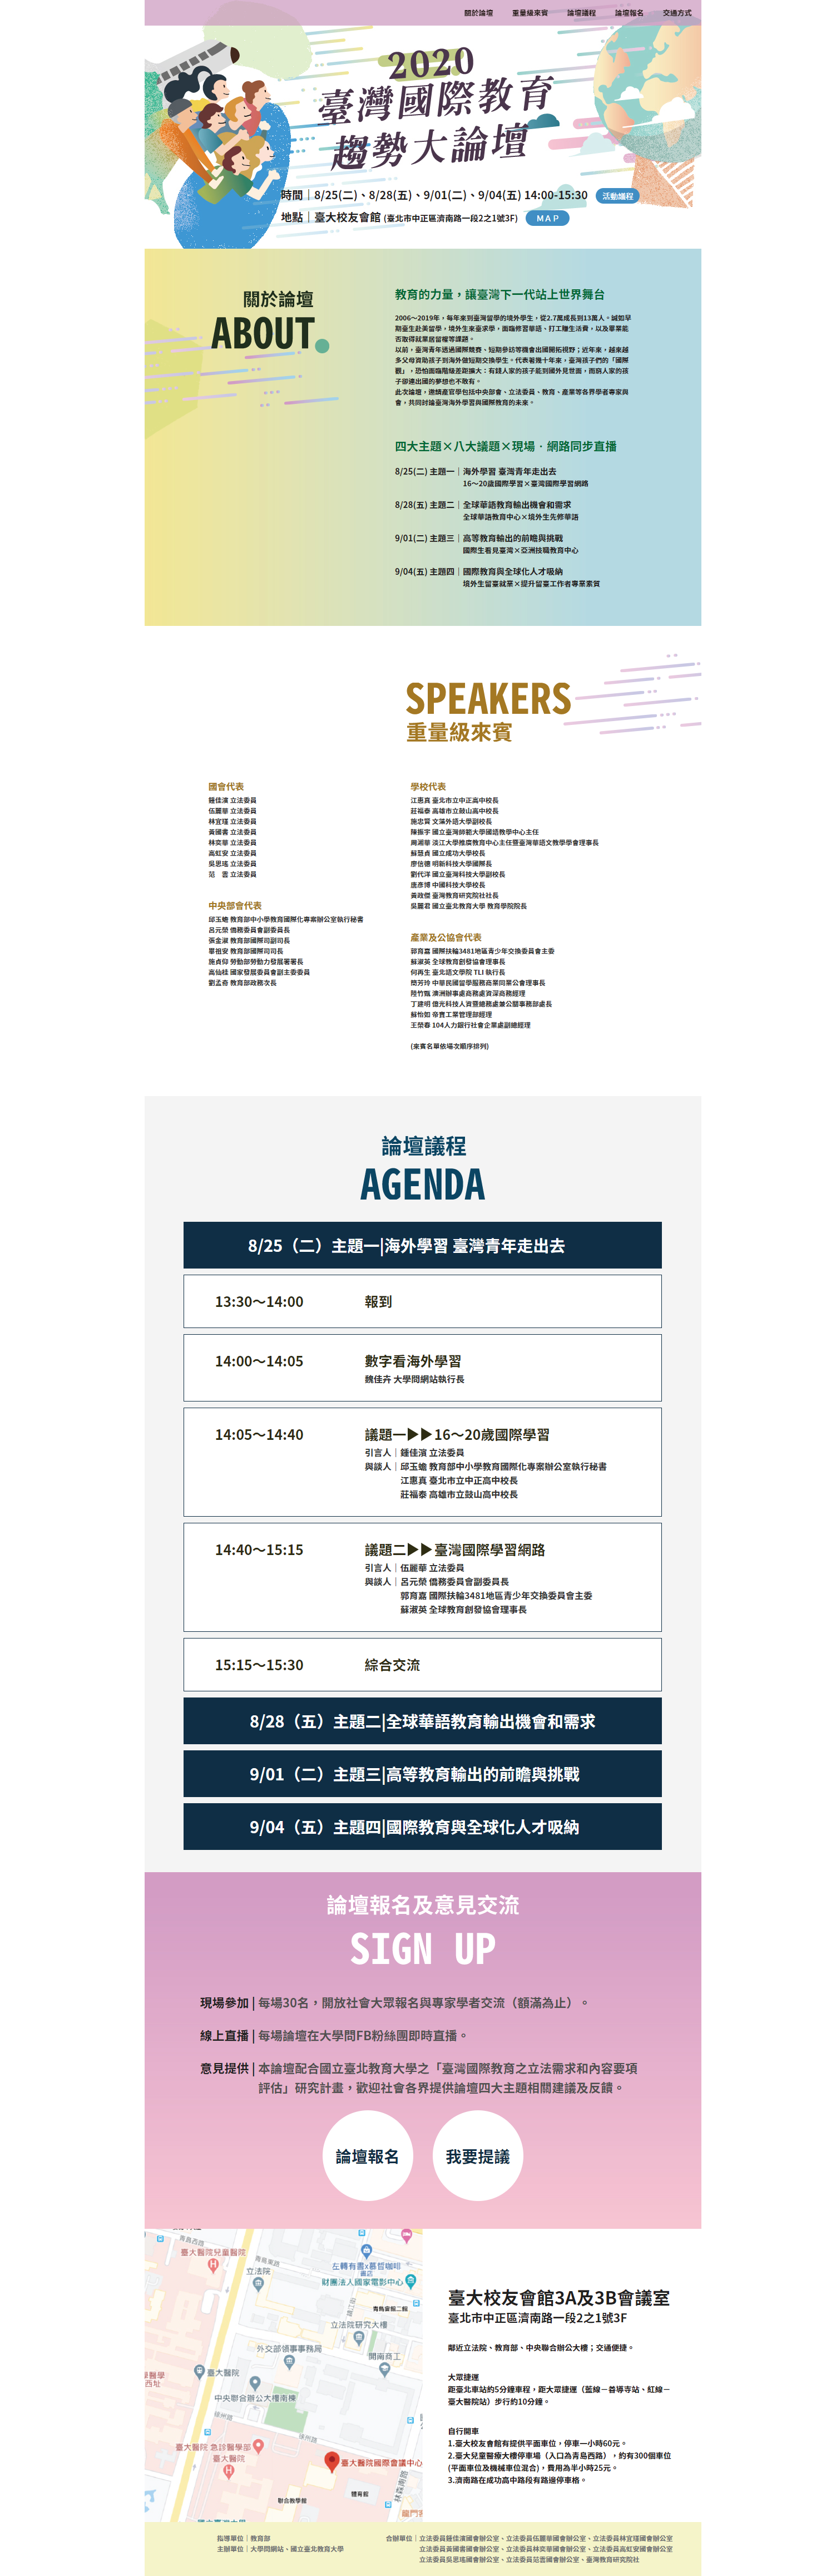 關於論壇 重量級來賓 論壇議程 論壇報名 交通方式
2020
臺灣國際教育
趨勢大論壇
時間｜8/25(二)、8/28(五)、9/01(二)、9/04(五) 14:00-15:30 活動議程
地點｜臺大校友會館 (臺北市中正區濟南路一段2之1號3F) MAP
關於論壇
ABOUT
教育的力量，讓臺灣下一代站上世界舞台
2006～2019年，每年來到臺灣留學的境外學生，從2.7萬成長到13萬人。誠如早
期臺生赴美留學，境外生來臺求學，面臨修習華語、打工賺生活費，以及畢業能
否取得就業居留權等課題。
以前，臺灣青年透過國際競賽、短期參訪等機會出國開拓視野；近年來，越來越
多父母資助孩子到海外做短期交換學生。代表著幾十年來，臺灣孩子們的「國際
觀」，恐怕面臨階級差距擴大：有錢人家的孩子能到國外見世面，而窮人家的孩
子卻連出國的夢想也不敢有。
此次論壇，邀請產官學包括中央部會、立法委員、教育、產業等各界學者專家與
會，共同討論臺灣海外學習與國際教育的未來。
四大主題×八大議題×現場．網路同步直播
8/25(二) 主題一｜海外學習 臺灣青年走出去
16～20歲國際學習×臺灣國際學習網路
8/28(五) 主題二｜全球華語教育輸出機會和需求
全球華語教育中心×境外生先修華語
9/01(二) 主題三｜高等教育輸出的前瞻與挑戰
國際生看見臺灣×亞洲技職教育中心
9/04(五) 主題四｜國際教育與全球化人才吸納
境外生留臺就業×提升留臺工作者專業素質
SPEAKERS
重量級來賓
國會代表
鍾佳濱 立法委員
伍麗華 立法委員
林宜瑾 立法委員
黃國書 立法委員
林奕華 立法委員
高虹安 立法委員
吳思瑤 立法委員
范　雲 立法委員
中央部會代表
邱玉蟾 教育部中小學教育國際化專案辦公室執行秘書
呂元榮 僑務委員會副委員長
張金淑 教育部國際司副司長
畢祖安 教育部國際司司長
施貞仰 勞動部勞動力發展署署長
高仙桂 國家發展委員會副主委委員
劉孟奇 教育部政務次長
學校代表
江惠真 臺北市立中正高中校長
莊福泰 高雄市立鼓山高中校長
施忠賢 文藻外語大學副校長
陳振宇 國立臺灣師範大學國語教學中心主任
周湘華 淡江大學推廣教育中心主任暨臺灣華語文教學學會理事長
蘇慧貞 國立成功大學校長
廖信德 明新科技大學國際長
劉代洋 國立臺灣科技大學副校長
唐彥博 中國科技大學校長
黃政傑 臺灣教育研究院社社長
吳麗君 國立臺北教育大學 教育學院院長
產業及公協會代表
郭育嘉 國際扶輪3481地區青少年交換委員會主委
蘇淑英 全球教育創發協會理事長
何再生 臺北語文學院 TLI 執行長
簡芳玲 中華民國留學服務商業同業公會理事長
陸竹甄 澳洲辦事處商務處資深商務經理
丁建明 億光科技人資暨總務處兼公關事務部處長
蘇怡如 帝寶工業管理部經理
王榮春 104人力銀行社會企業處副總經理
(來賓名單依場次順序排列)
論壇議程
AGENDA
8/25（二）主題一|海外學習 臺灣青年走出去
13:30～14:00 報到
14:00～14:05 數字看海外學習
魏佳卉 大學問網站執行長
14:05～14:40 議題一▶▶16～20歲國際學習
引言人｜鍾佳濱 立法委員
與談人｜邱玉蟾 教育部中小學教育國際化專案辦公室執行秘書
江惠真 臺北市立中正高中校長
莊福泰 高雄市立鼓山高中校長
14:40～15:15 議題二▶▶臺灣國際學習網路
引言人｜伍麗華 立法委員
與談人｜呂元榮 僑務委員會副委員長
郭育嘉 國際扶輪3481地區青少年交換委員會主委
蘇淑英 全球教育創發協會理事長
15:15～15:30 綜合交流
8/28（五）主題二|全球華語教育輸出機會和需求
9/01（二）主題三|高等教育輸出的前瞻與挑戰
9/04（五）主題四|國際教育與全球化人才吸納
論壇報名及意見交流
SIGN UP
現場參加 | 每場30名，開放社會大眾報名與專家學者交流（額滿為止）。
線上直播 | 每場論壇在大學問FB粉絲團即時直播。
意見提供 | 本論壇配合國立臺北教育大學之「臺灣國際教育之立法需求和內容要項
評估」研究計畫，歡迎社會各界提供論壇四大主題相關建議及反饋。
論壇報名 我要提議
青島西路
臺大醫院兒童醫院
青島東路
立法院
左轉有書x慕哲咖啡
書店
財團法人國家電影中心
鎮江街
青島會館二館
立法院研究大樓
外交部領事事務局
開南商工
臺大醫院
中央聯合辦公大樓南棟
徐州路
徐州路
臺大醫院 急診醫學部
臺大醫院
臺大醫院國際會議中心
林森南路
體育館
聯合教學館
臺大校友會館3A及3B會議室
臺北市中正區濟南路一段2之1號3F
鄰近立法院、教育部、中央聯合辦公大樓；交通便捷。
大眾捷運
距臺北車站約5分鐘車程，距大眾捷運（藍線－善導寺站、紅線－
臺大醫院站）步行約10分鐘。
自行開車
1.臺大校友會館有提供平面車位，停車一小時60元。
2.臺大兒童醫療大樓停車場（入口為青島西路），約有300個車位
(平面車位及機械車位混合)，費用為半小時25元。
3.濟南路在成功高中路段有路邊停車格。
指導單位｜教育部
主辦單位｜大學問網站、國立臺北教育大學
合辦單位｜立法委員鍾佳濱國會辦公室、立法委員伍麗華國會辦公室、立法委員林宜瑾國會辦公室
立法委員黃國書國會辦公室、立法委員林奕華國會辦公室、立法委員高虹安國會辦公室
立法委員吳思瑤國會辦公室、立法委員范雲國會辦公室、臺灣教育研究院社